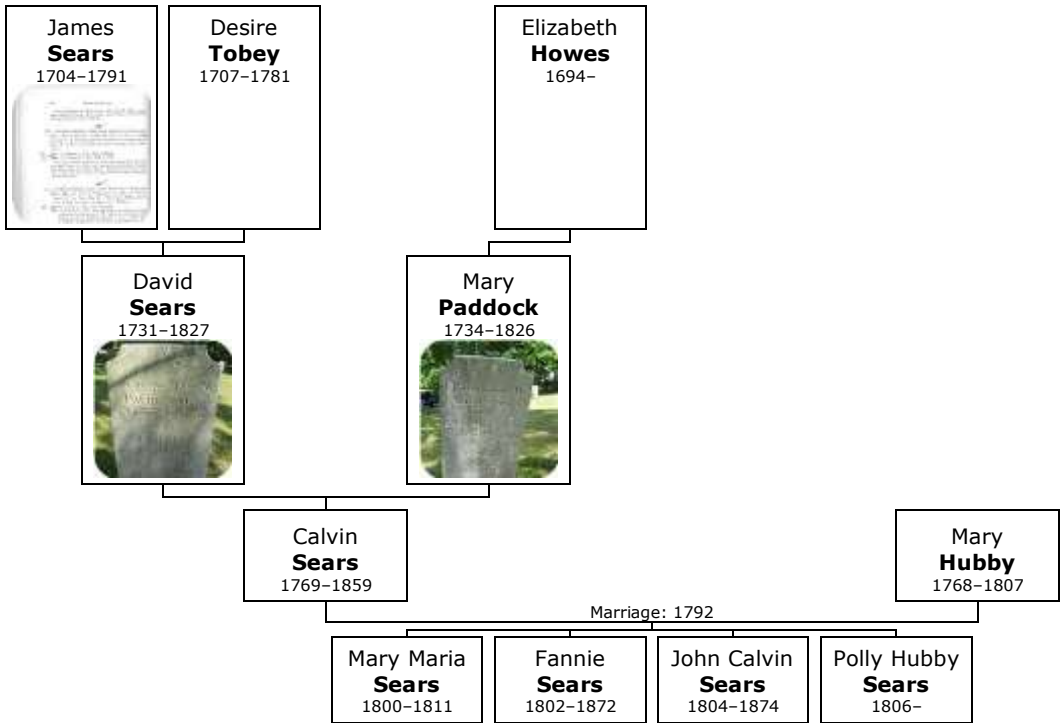 James
Sears
1704–1791
Desire
Tobey
1707–1781
Elizabeth
Howes
1694–
David
Sears
1731–1827
Mary
Paddock
1734–1826
Calvin
Sears
1769–1859
Mary
Hubby
1768–1807
Marriage: 1792
Mary Maria
Sears
1800–1811
Fannie
Sears
1802–1872
John Calvin
Sears
1804–1874
Polly Hubby
Sears
1806–